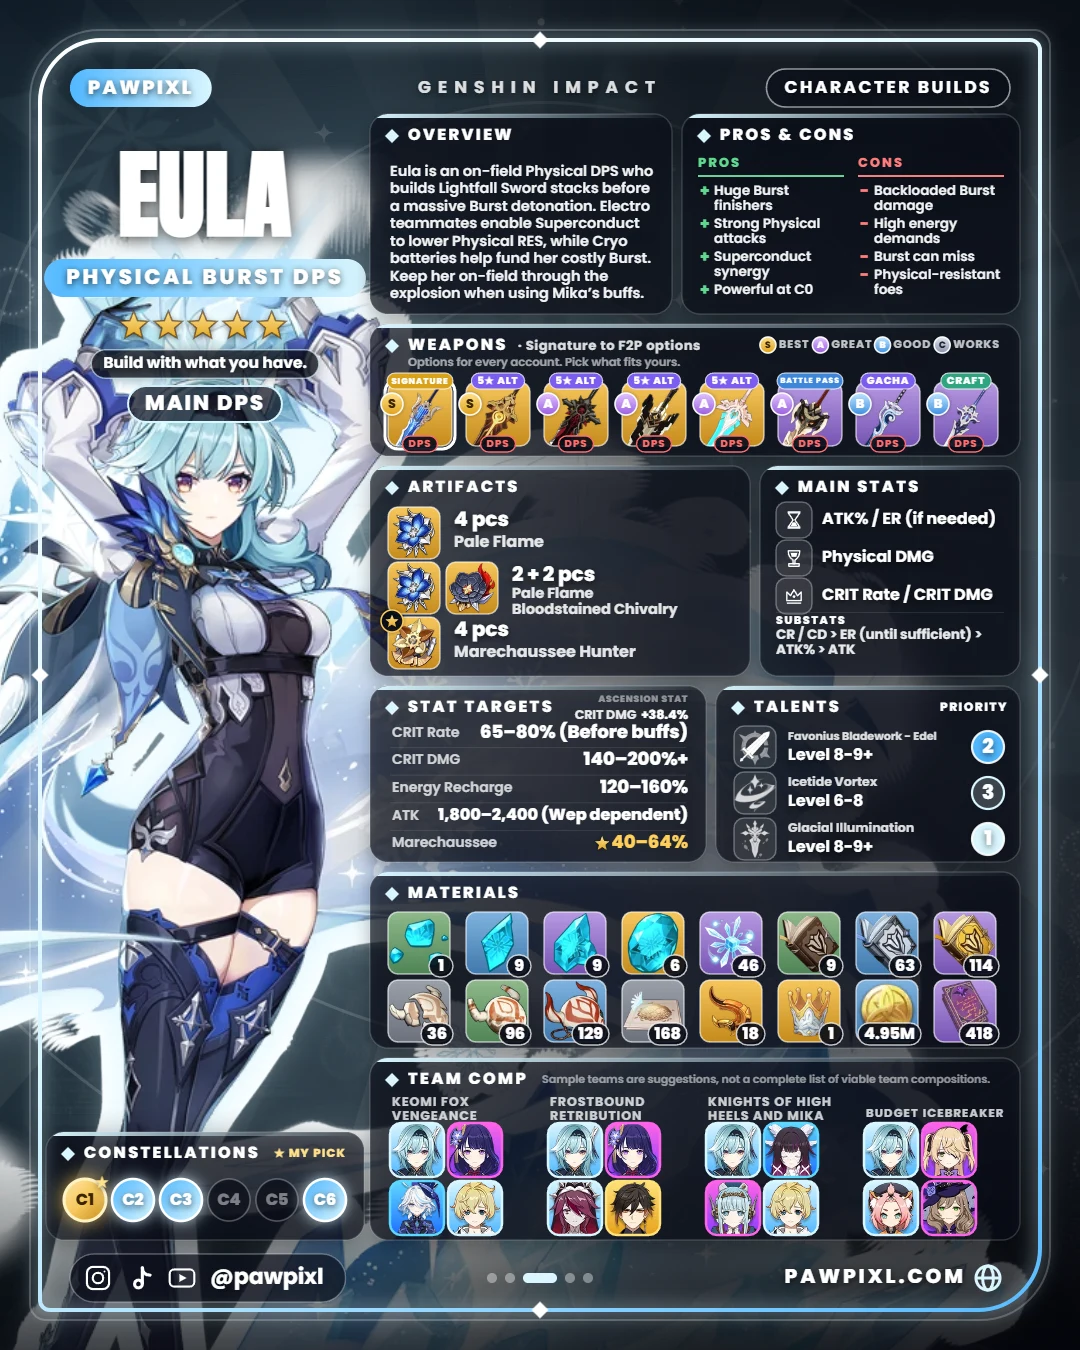 PAWPIXL
GENSHIN IMPACT
CHARACTER BUILDS
EULA
PHYSICAL BURST DPS
Build with what you have.
MAIN DPS
OVERVIEW
Eula is an on-field Physical DPS who
builds Lightfall Sword stacks before
a massive Burst detonation. Electro
teammates enable Superconduct
to lower Physical RES, while Cryo
batteries help fund her costly Burst.
Keep her on-field through the
explosion when using Mika's buffs.
PROS & CONS
PROS
+ Huge Burst
finishers
+ Strong Physical
attacks
+ Superconduct
synergy
+ Powerful at C0
CONS
− Backloaded Burst
damage
− High energy
demands
− Burst can miss
− Physical-resistant
foes
WEAPONS · Signature to F2P options
S BEST A GREAT B GOOD C WORKS
Options for every account. Pick what fits yours.
SIGNATURE 5★ ALT 5★ ALT 5★ ALT 5★ ALT BATTLE PASS GACHA CRAFT
S S A A A A B B
DPS DPS DPS DPS DPS DPS DPS DPS
ARTIFACTS
4 pcs
Pale Flame
2 + 2 pcs
Pale Flame
Bloodstained Chivalry
4 pcs
Marechaussee Hunter
MAIN STATS
ATK% / ER (if needed)
Physical DMG
CRIT Rate / CRIT DMG
SUBSTATS
CR / CD > ER (until sufficient) >
ATK% > ATK
STAT TARGETS
ASCENSION STAT
CRIT DMG +38.4%
CRIT Rate 65–80% (Before buffs)
CRIT DMG 140–200%+
Energy Recharge 120–160%
ATK 1,800–2,400 (Wep dependent)
Marechaussee ★ 40–64%
TALENTS PRIORITY
Favonius Bladework - Edel
Level 8-9+ 2
Icetide Vortex
Level 6-8 3
Glacial Illumination
Level 8-9+ 1
MATERIALS
1 9 9 6 46 9 63 114
36 96 129 168 18 1 4.95M 418
TEAM COMP Sample teams are suggestions, not a complete list of viable team compositions.
KEOMI FOX
VENGEANCE
FROSTBOUND
RETRIBUTION
KNIGHTS OF HIGH
HEELS AND MIKA
BUDGET ICEBREAKER
CONSTELLATIONS ★ MY PICK
C1 C2 C3 C4 C5 C6
@pawpixl
PAWPIXL.COM